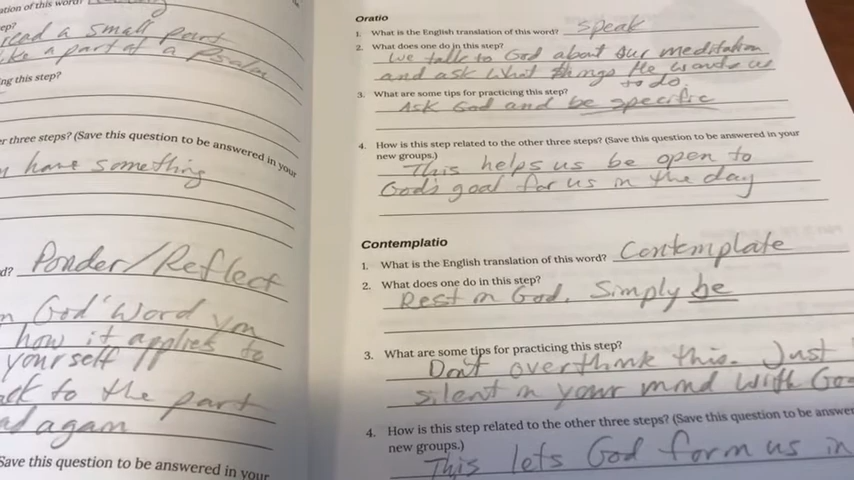 ation of this word?
ep?
read a small part
like a part of a Psalm
ng this step?
er three steps? (Save this question to be answered in your
have something
d? Ponder/Reflect
God' Word you
how it applies to
yourself
to the part
again
Save this question to be answered in your
Oratio
1. What is the English translation of this word? speak
2. What does one do in this step?
We talk to God about our meditation
and ask what things He wants us
to do.
3. What are some tips for practicing this step?
Ask God and be specific
4. How is this step related to the other three steps? (Save this question to be answered in your
new groups.)
This helps us be open to
God's goal for us in the day
Contemplatio
1. What is the English translation of this word? Contemplate
2. What does one do in this step?
Rest in God. Simply be
3. What are some tips for practicing this step?
Don't overthink this. Just
silent in your mind with God
4. How is this step related to the other three steps? (Save this question to be answer
new groups.)
This lets God form us in